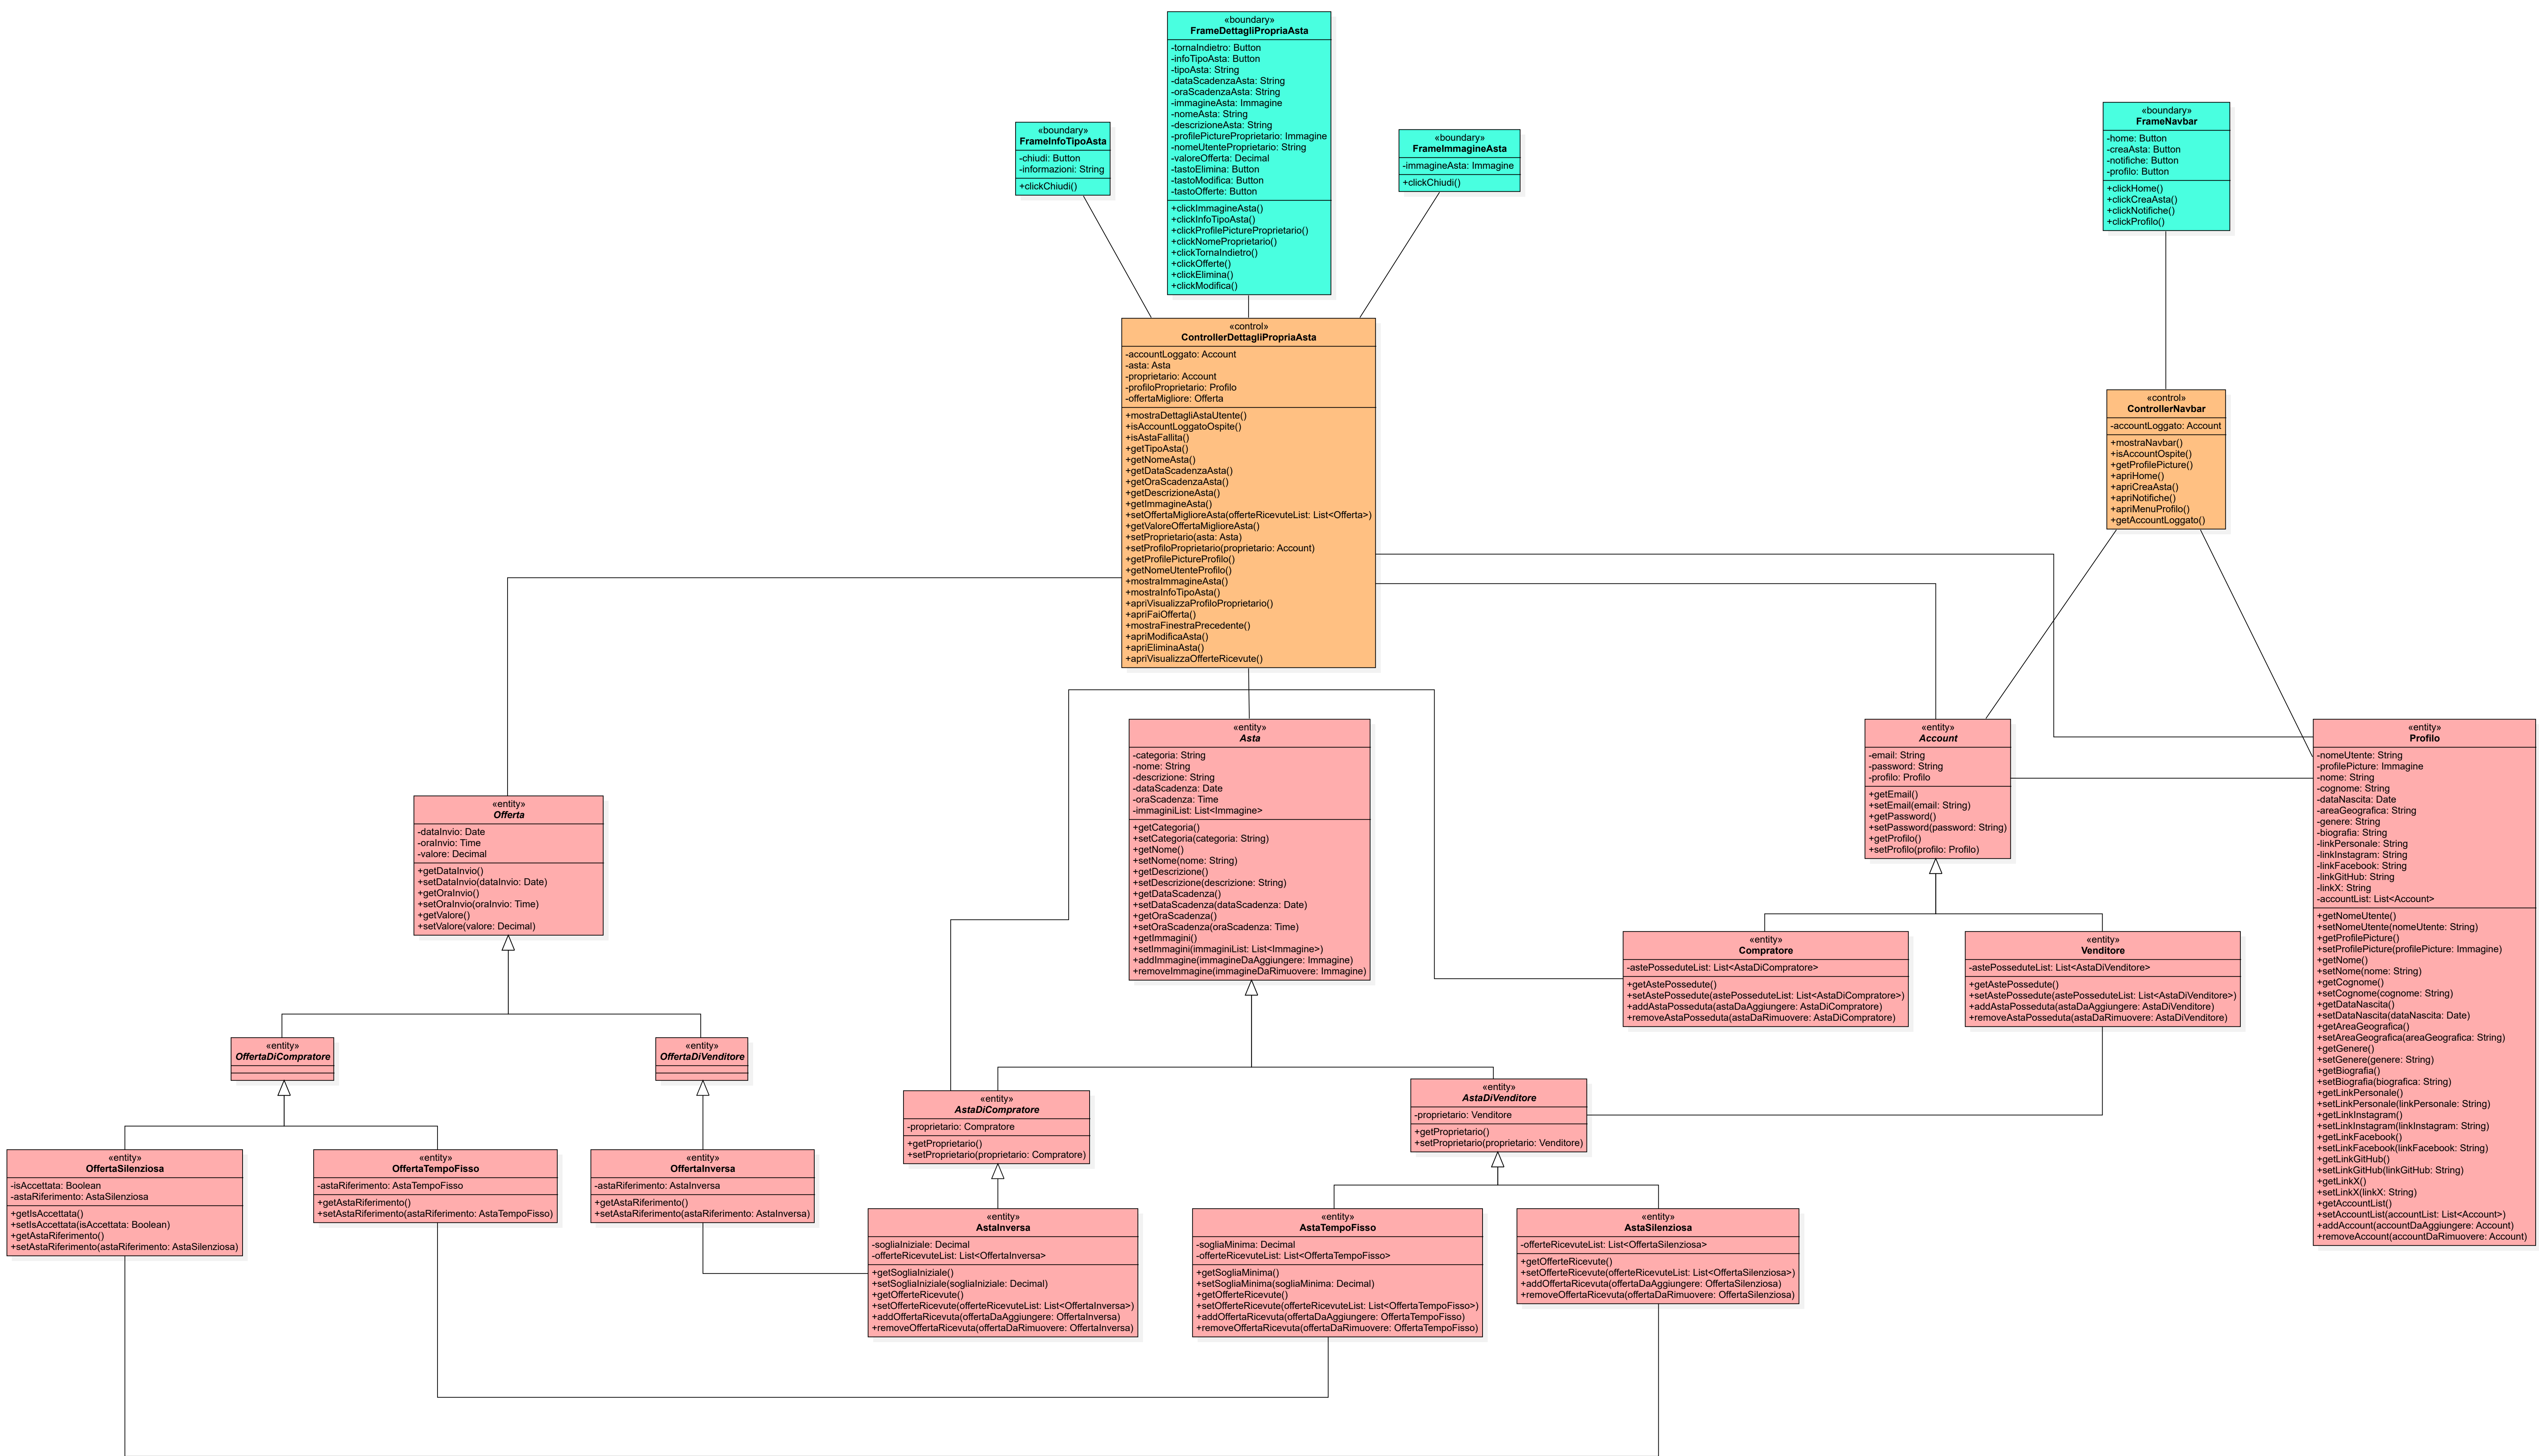 «boundary»
FrameDettagliPropriaAsta
-tornaIndietro: Button
-infoTipoAsta: Button
-tipoAsta: String
-dataScadenzaAsta: String
-oraScadenzaAsta: String
-immagineAsta: Immagine
-nomeAsta: String
-descrizioneAsta: String
-profilePictureProprietario: Immagine
-nomeUtenteProprietario: String
-valoreOfferta: Decimal
-tastoElimina: Button
-tastoModifica: Button
-tastoOfferte: Button
+clickImmagineAsta()
+clickInfoTipoAsta()
+clickProfilePictureProprietario()
+clickNomeProprietario()
+clickTornaIndietro()
+clickOfferte()
+clickElimina()
+clickModifica()
«boundary»
FrameInfoTipoAsta
-chiudi: Button
-informazioni: String
+clickChiudi()
«boundary»
FrameImmagineAsta
-immagineAsta: Immagine
+clickChiudi()
«boundary»
FrameNavbar
-home: Button
-creaAsta: Button
-notifiche: Button
-profilo: Button
+clickHome()
+clickCreaAsta()
+clickNotifiche()
+clickProfilo()
«control»
ControllerDettagliPropriaAsta
-accountLoggato: Account
-asta: Asta
-proprietario: Account
-profiloProprietario: Profilo
-offertaMigliore: Offerta
+mostraDettagliAstaUtente()
+isAccountLoggatoOspite()
+isAstaFallita()
+getTipoAsta()
+getNomeAsta()
+getDataScadenzaAsta()
+getOraScadenzaAsta()
+getDescrizioneAsta()
+getImmagineAsta()
+setOffertaMiglioreAsta(offerteRicevuteList: List<Offerta>)
+getValoreOffertaMiglioreAsta()
+setProprietario(asta: Asta)
+setProfiloProprietario(proprietario: Account)
+getProfilePictureProfilo()
+getNomeUtenteProfilo()
+mostraImmagineAsta()
+mostraInfoTipoAsta()
+apriVisualizzaProfiloProprietario()
+apriFaiOfferta()
+mostraFinestraPrecedente()
+apriModificaAsta()
+apriEliminaAsta()
+apriVisualizzaOfferteRicevute()
«control»
ControllerNavbar
-accountLoggato: Account
+mostraNavbar()
+isAccountOspite()
+getProfilePicture()
+apriHome()
+apriCreaAsta()
+apriNotifiche()
+apriMenuProfilo()
+getAccountLoggato()
«entity»
Asta
-categoria: String
-nome: String
-descrizione: String
-dataScadenza: Date
-oraScadenza: Time
-immaginiList: List<Immagine>
+getCategoria()
+setCategoria(categoria: String)
+getNome()
+setNome(nome: String)
+getDescrizione()
+setDescrizione(descrizione: String)
+getDataScadenza()
+setDataScadenza(dataScadenza: Date)
+getOraScadenza()
+setOraScadenza(oraScadenza: Time)
+getImmagini()
+setImmagini(immaginiList: List<Immagine>)
+addImmagine(immagineDaAggiungere: Immagine)
+removeImmagine(immagineDaRimuovere: Immagine)
«entity»
Account
-email: String
-password: String
-profilo: Profilo
+getEmail()
+setEmail(email: String)
+getPassword()
+setPassword(password: String)
+getProfilo()
+setProfilo(profilo: Profilo)
«entity»
Profilo
-nomeUtente: String
-profilePicture: Immagine
-nome: String
-cognome: String
-dataNascita: Date
-areaGeografica: String
-genere: String
-biografia: String
-linkPersonale: String
-linkInstagram: String
-linkFacebook: String
-linkGitHub: String
-linkX: String
-accountList: List<Account>
+getNomeUtente()
+setNomeUtente(nomeUtente: String)
+getProfilePicture()
+setProfilePicture(profilePicture: Immagine)
+getNome()
+setNome(nome: String)
+getCognome()
+setCognome(cognome: String)
+getDataNascita()
+setDataNascita(dataNascita: Date)
+getAreaGeografica()
+setAreaGeografica(areaGeografica: String)
+getGenere()
+setGenere(genere: String)
+getBiografia()
+setBiografia(biografica: String)
+getLinkPersonale()
+setLinkPersonale(linkPersonale: String)
+getLinkInstagram()
+setLinkInstagram(linkInstagram: String)
+getLinkFacebook()
+setLinkFacebook(linkFacebook: String)
+getLinkGitHub()
+setLinkGitHub(linkGitHub: String)
+getLinkX()
+setLinkX(linkX: String)
+getAccountList()
+setAccountList(accountList: List<Account>)
+addAccount(accountDaAggiungere: Account)
+removeAccount(accountDaRimuovere: Account)
«entity»
Offerta
-dataInvio: Date
-oraInvio: Time
-valore: Decimal
+getDataInvio()
+setDataInvio(dataInvio: Date)
+getOraInvio()
+setOraInvio(oraInvio: Time)
+getValore()
+setValore(valore: Decimal)
«entity»
Compratore
-astePosseduteList: List<AstaDiCompratore>
+getAstePossedute()
+setAstePossedute(astePosseduteList: List<AstaDiCompratore>)
+addAstaPosseduta(astaDaAggiungere: AstaDiCompratore)
+removeAstaPosseduta(astaDaRimuovere: AstaDiCompratore)
«entity»
Venditore
-astePosseduteList: List<AstaDiVenditore>
+getAstePossedute()
+setAstePossedute(astePosseduteList: List<AstaDiVenditore>)
+addAstaPosseduta(astaDaAggiungere: AstaDiVenditore)
+removeAstaPosseduta(astaDaRimuovere: AstaDiVenditore)
«entity»
OffertaDiCompratore
«entity»
OffertaDiVenditore
«entity»
AstaDiCompratore
-proprietario: Compratore
+getProprietario()
+setProprietario(proprietario: Compratore)
«entity»
AstaDiVenditore
-proprietario: Venditore
+getProprietario()
+setProprietario(proprietario: Venditore)
«entity»
OffertaSilenziosa
-isAccettata: Boolean
-astaRiferimento: AstaSilenziosa
+getIsAccettata()
+setIsAccettata(isAccettata: Boolean)
+getAstaRiferimento()
+setAstaRiferimento(astaRiferimento: AstaSilenziosa)
«entity»
OffertaTempoFisso
-astaRiferimento: AstaTempoFisso
+getAstaRiferimento()
+setAstaRiferimento(astaRiferimento: AstaTempoFisso)
«entity»
OffertaInversa
-astaRiferimento: AstaInversa
+getAstaRiferimento()
+setAstaRiferimento(astaRiferimento: AstaInversa)
«entity»
AstaInversa
-sogliaIniziale: Decimal
-offerteRicevuteList: List<OffertaInversa>
+getSogliaIniziale()
+setSogliaIniziale(sogliaIniziale: Decimal)
+getOfferteRicevute()
+setOfferteRicevute(offerteRicevuteList: List<OffertaInversa>)
+addOffertaRicevuta(offertaDaAggiungere: OffertaInversa)
+removeOffertaRicevuta(offertaDaRimuovere: OffertaInversa)
«entity»
AstaTempoFisso
-sogliaMinima: Decimal
-offerteRicevuteList: List<OffertaTempoFisso>
+getSogliaMinima()
+setSogliaMinima(sogliaMinima: Decimal)
+getOfferteRicevute()
+setOfferteRicevute(offerteRicevuteList: List<OffertaTempoFisso>)
+addOffertaRicevuta(offertaDaAggiungere: OffertaTempoFisso)
+removeOffertaRicevuta(offertaDaRimuovere: OffertaTempoFisso)
«entity»
AstaSilenziosa
-offerteRicevuteList: List<OffertaSilenziosa>
+getOfferteRicevute()
+setOfferteRicevute(offerteRicevuteList: List<OffertaSilenziosa>)
+addOffertaRicevuta(offertaDaAggiungere: OffertaSilenziosa)
+removeOffertaRicevuta(offertaDaRimuovere: OffertaSilenziosa)